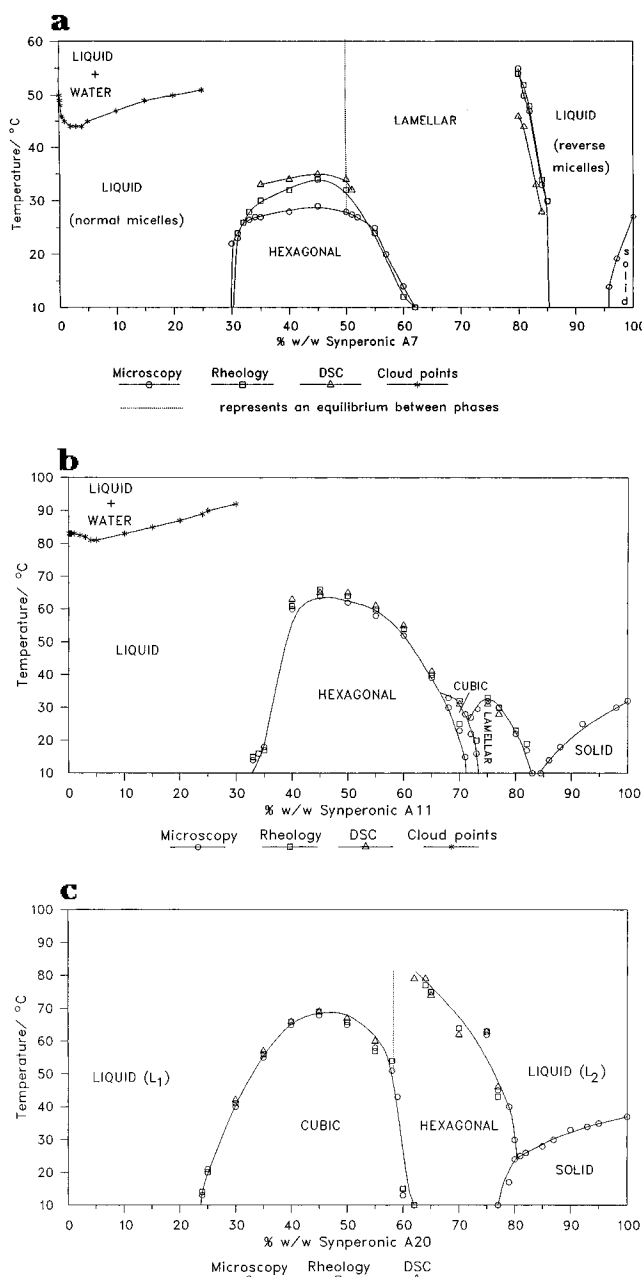 a
60
50
40
30
20
10
Temperature/ °C
LIQUID
+
WATER
LIQUID
(normal micelles)
HEXAGONAL
LAMELLAR
LIQUID
(reverse
micelles)
solid
0 10 20 30 40 50 60 70 80 90 100
% w/w Synperonic A7
Microscopy Rheology DSC Cloud points
represents an equilibrium between phases
b
100
90
80
70
60
50
40
30
20
10
Temperature/ °C
LIQUID
+
WATER
LIQUID
HEXAGONAL
CUBIC
LAMELLAR
SOLID
0 10 20 30 40 50 60 70 80 90 100
% w/w Synperonic A11
Microscopy Rheology DSC Cloud points
c
100
90
80
70
60
50
40
30
20
10
Temperature/ °C
LIQUID (L₁)
CUBIC
HEXAGONAL
LIQUID (L₂)
SOLID
0 10 20 30 40 50 60 70 80 90 100
% w/w Synperonic A20
Microscopy Rheology DSC